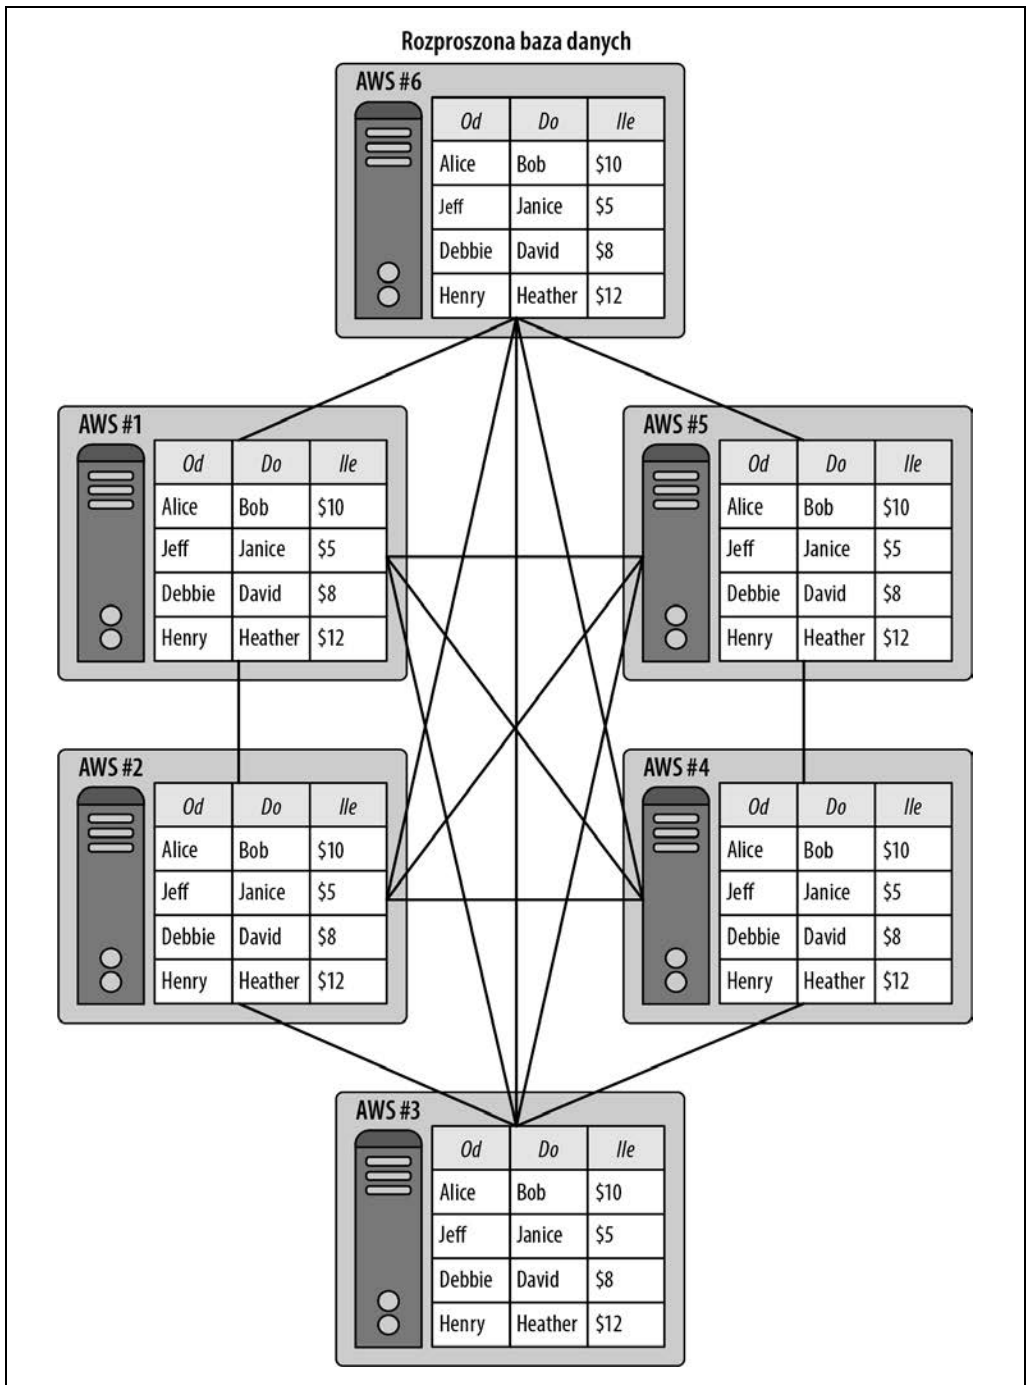 Rozproszona baza danych
AWS #6
Od Do Ile
Alice Bob $10
Jeff Janice $5
Debbie David $8
Henry Heather $12
AWS #1
Od Do Ile
Alice Bob $10
Jeff Janice $5
Debbie David $8
Henry Heather $12
AWS #5
Od Do Ile
Alice Bob $10
Jeff Janice $5
Debbie David $8
Henry Heather $12
AWS #2
Od Do Ile
Alice Bob $10
Jeff Janice $5
Debbie David $8
Henry Heather $12
AWS #4
Od Do Ile
Alice Bob $10
Jeff Janice $5
Debbie David $8
Henry Heather $12
AWS #3
Od Do Ile
Alice Bob $10
Jeff Janice $5
Debbie David $8
Henry Heather $12